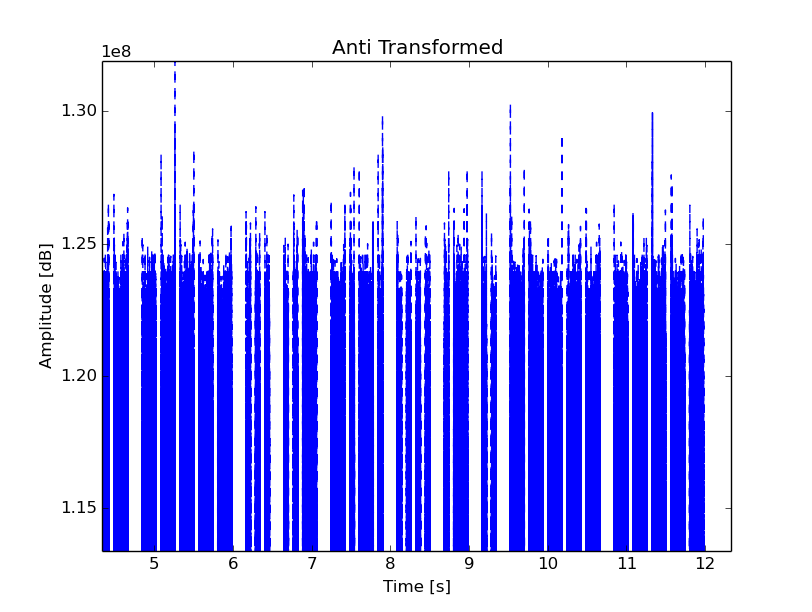 Anti Transformed
1e8
1.30
1.25
1.20
1.15
Amplitude [dB]
5 6 7 8 9 10 11 12
Time [s]